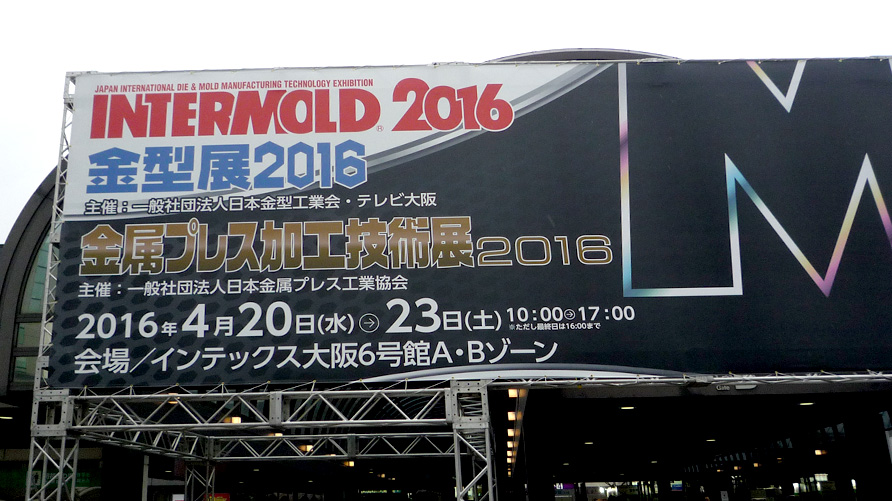 JAPAN INTERNATIONAL DIE & MOLD MANUFACTURING TECHNOLOGY EXHIBITION
INTERMOLD® 2016
金型展2016
主催：一般社団法人日本金型工業会・テレビ大阪
金属プレス加工技術展2016
主催：一般社団法人日本金属プレス工業協会
2016年4月20日(水)→23日(土) 10:00→17:00
※ただし最終日は16:00まで
会場／インテックス大阪6号館A・Bゾーン
M